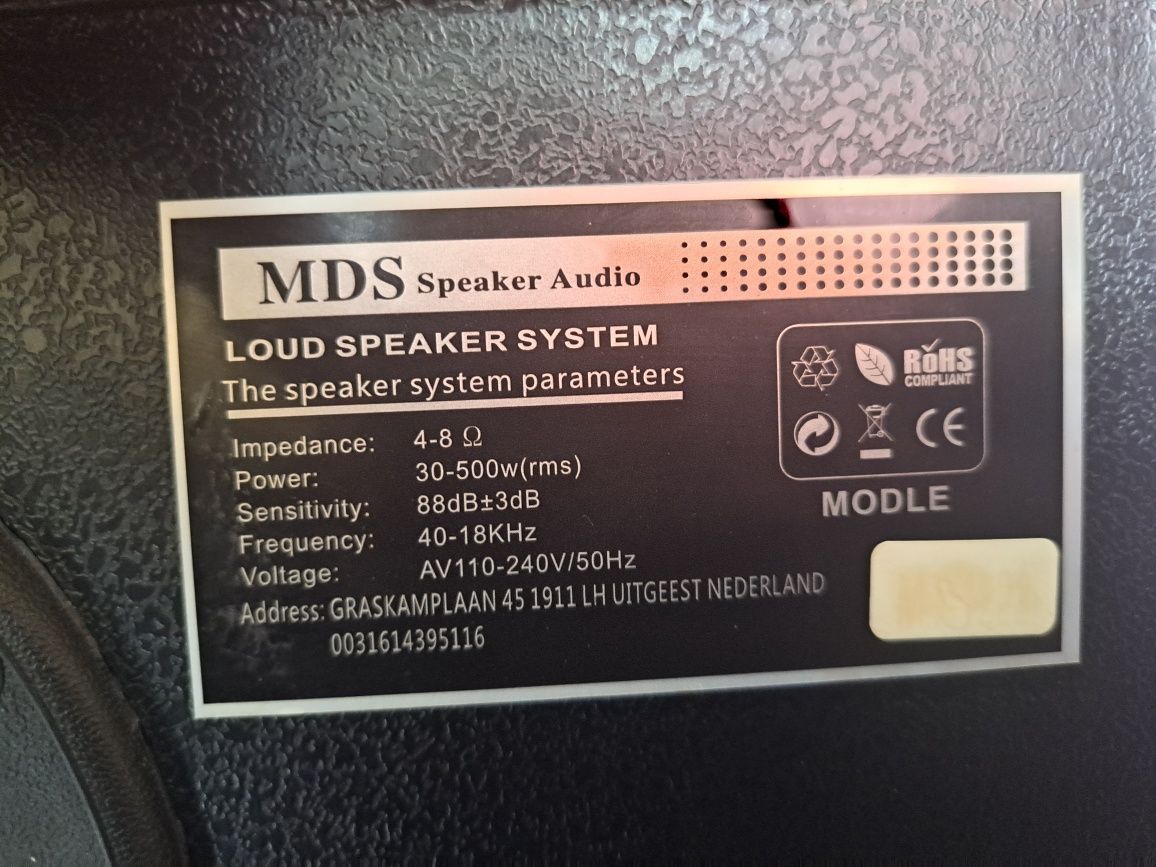 MDS Speaker Audio
LOUD SPEAKER SYSTEM
The speaker system parameters
Impedance: 4-8 Ω
Power: 30-500w(rms)
Sensitivity: 88dB±3dB
Frequency: 40-18KHz
Voltage: AV110-240V/50Hz
Address: GRASKAMPLAAN 45 1911 LH UITGEEST NEDERLAND
0031614395116
RoHS
COMPLIANT
CE
MODLE